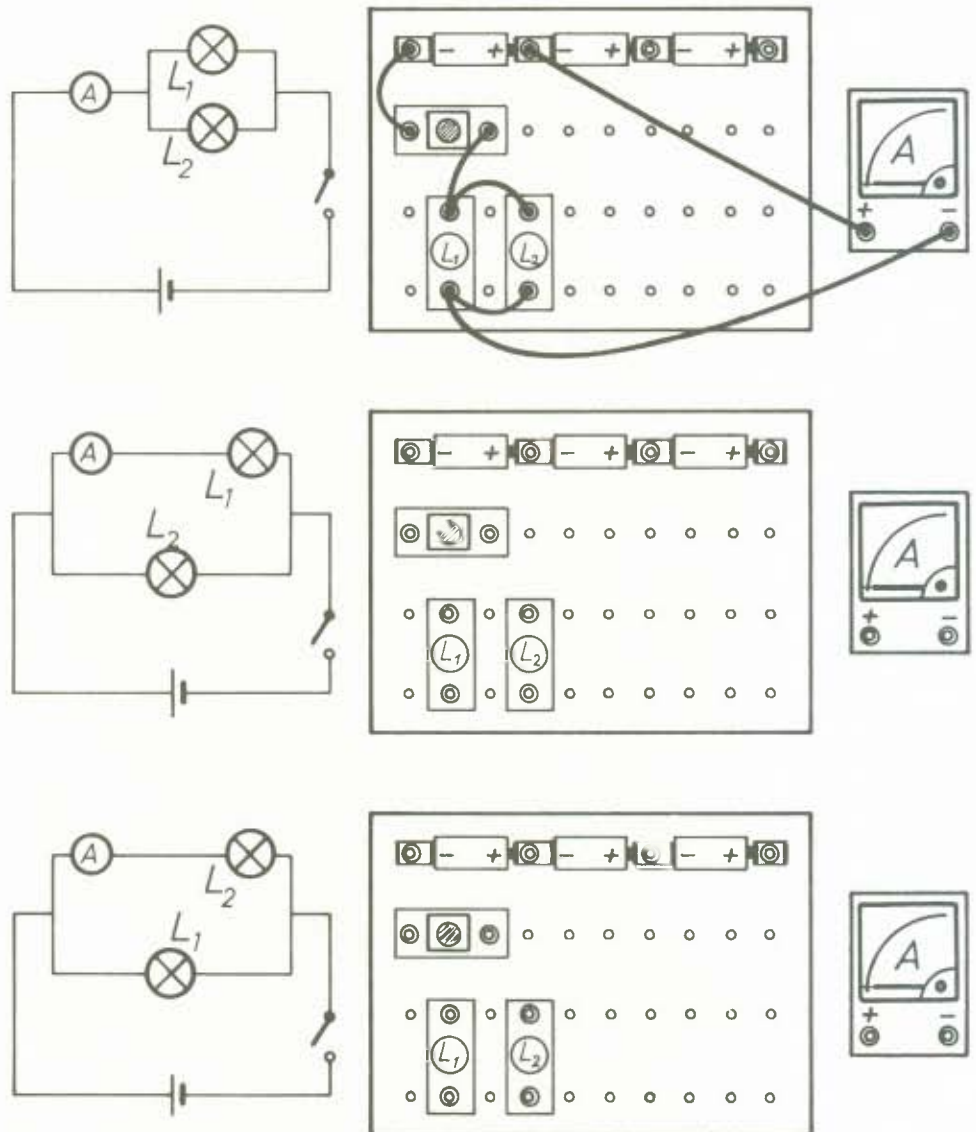 - + - + - +
A
L1
L2
A
+ -
L1 L2
- + - + - +
A
L1
L2
A
+ -
L1 L2
- + - + - +
A
L2
L1
A
+ -
L1 L2